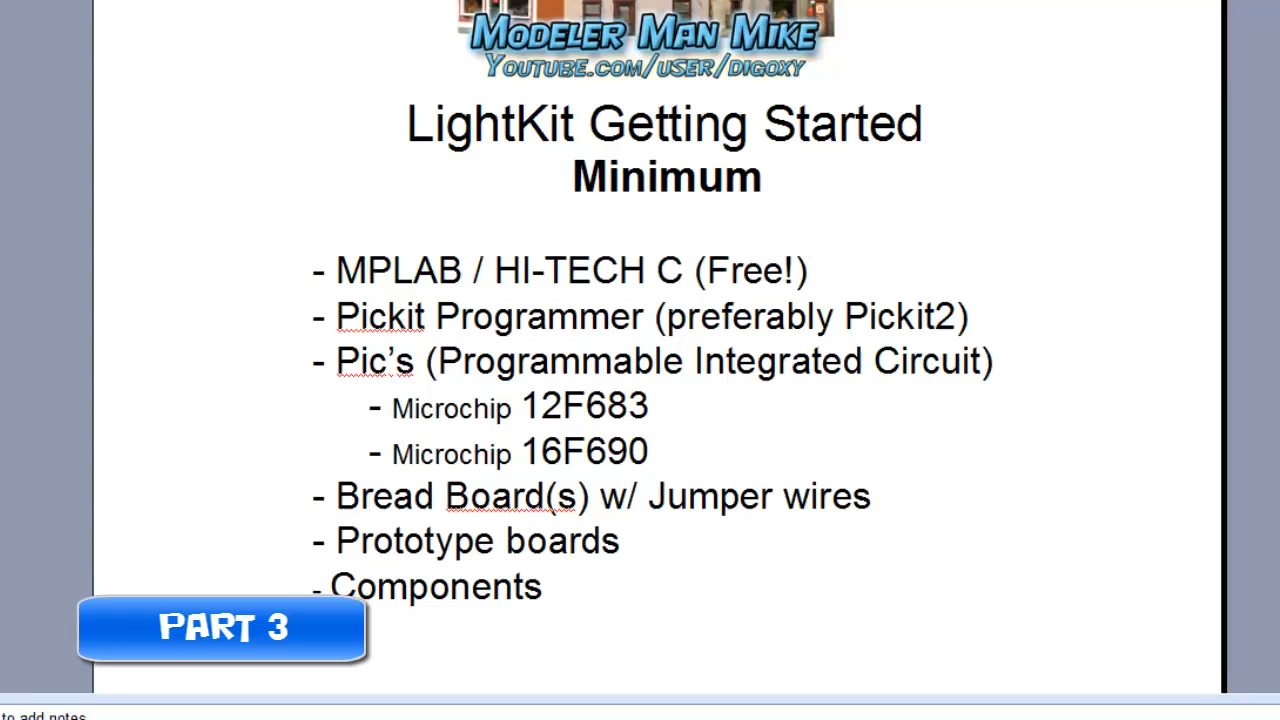 MODELER MAN MIKE
YOUTUBE.COM/USER/DIGOXY
LightKit Getting Started
Minimum
- MPLAB / HI-TECH C (Free!)
- Pickit Programmer (preferably Pickit2)
- Pic's (Programmable Integrated Circuit)
- Microchip 12F683
- Microchip 16F690
- Bread Board(s) w/ Jumper wires
- Prototype boards
- Components
PART 3
to add notes